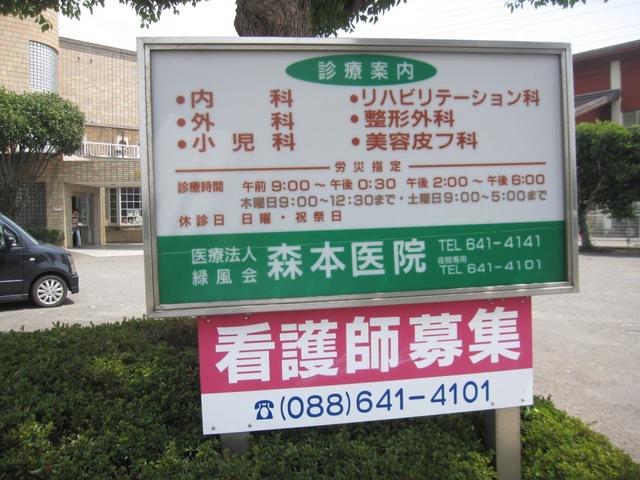 診療案内
•内科 •リハビリテーション科
•外科 •整形外科
•小児科 •美容皮フ科
労災指定
診療時間 午前 9:00～午後0:30 午後 2:00～午後 6:00
木曜日9:00～12:30まで・土曜日9:00～5:00まで
休診日 日曜・祝祭日
医療法人 緑風会 森本医院 TEL 641-4141
夜間専用 TEL 641-4101
看護師募集
☎(088)641-4101